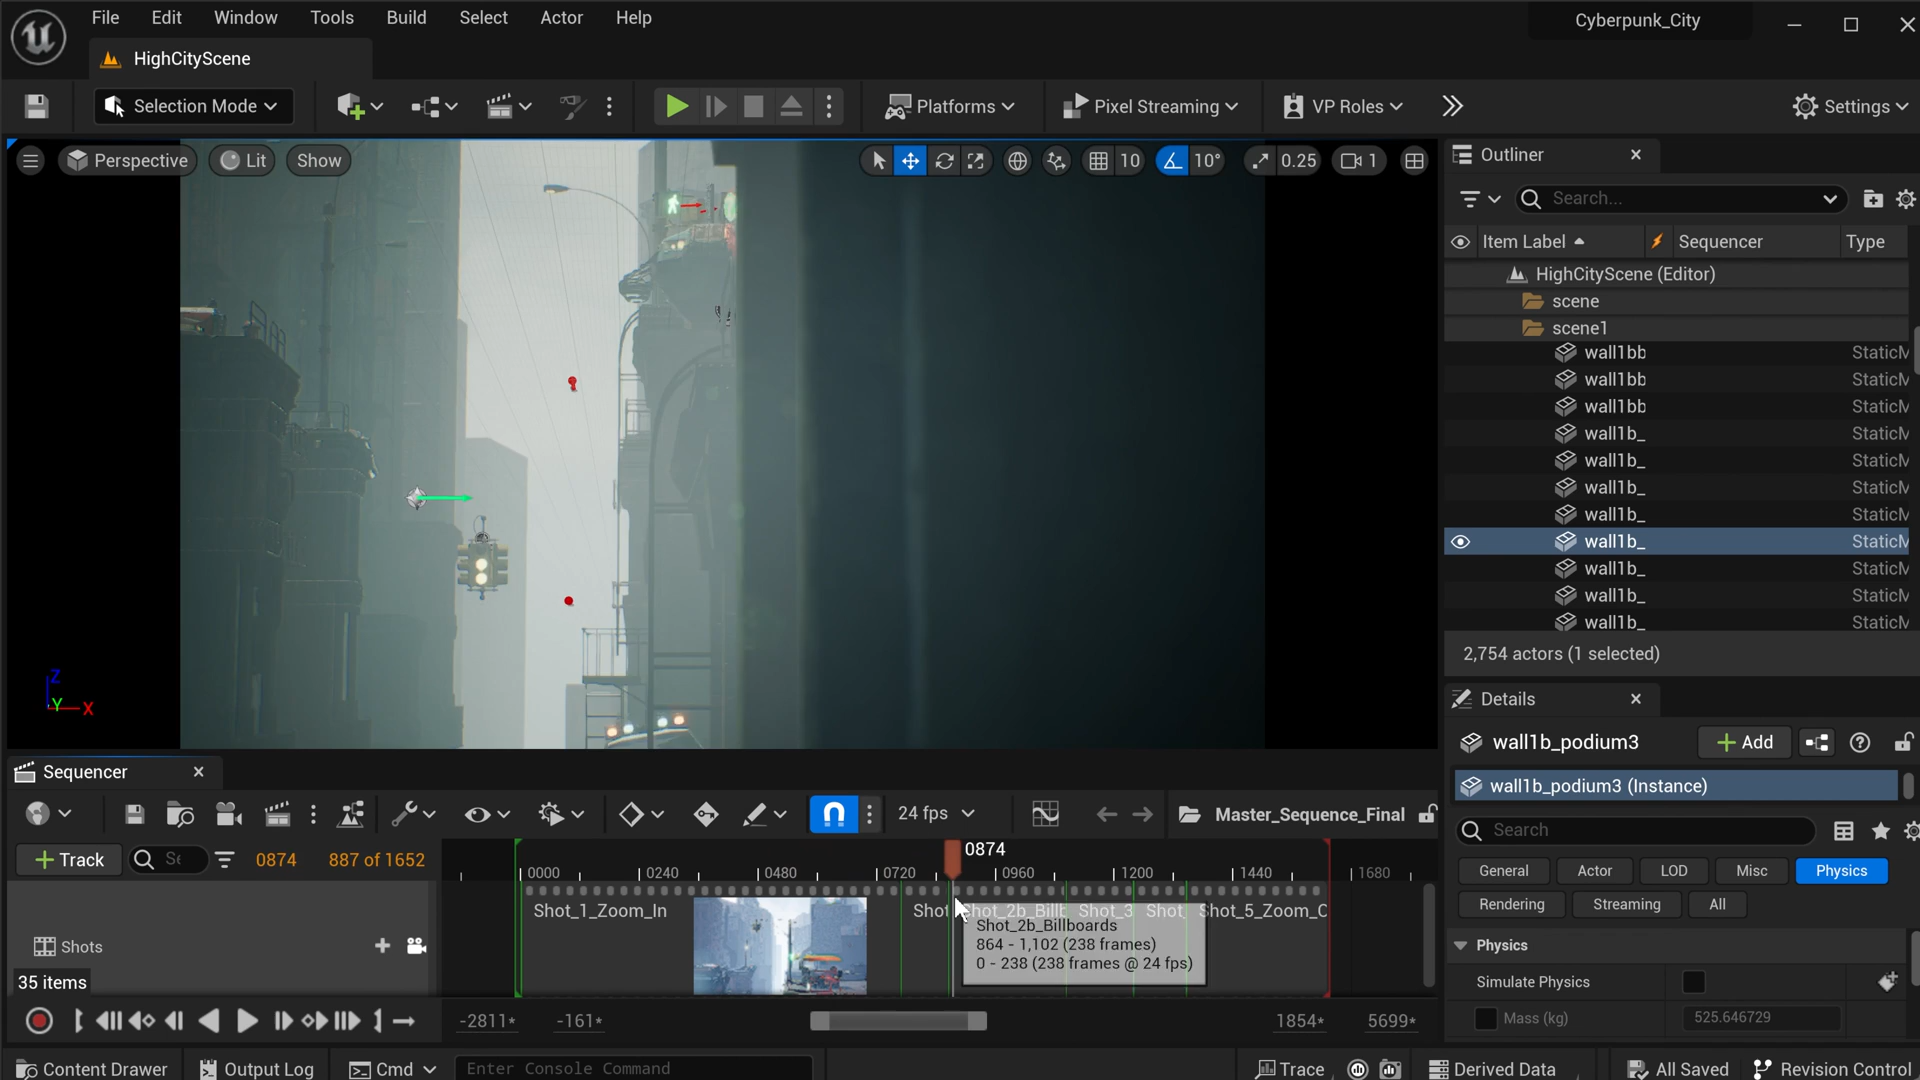 File Edit Window Tools Build Select Actor Help
Cyberpunk_City
HighCityScene
Selection Mode
Platforms
Pixel Streaming
VP Roles
Settings
Perspective
Lit
Show
10
10°
0.25
1
Z
Y
X
Outliner
Search...
Item Label
Sequencer
Type
HighCityScene (Editor)
scene
scene1
wall1bb StaticM
wall1bb StaticM
wall1bb StaticM
wall1b_ StaticM
wall1b_ StaticM
wall1b_ StaticM
wall1b_ StaticM
wall1b_ StaticM
wall1b_ StaticM
wall1b_ StaticM
wall1b_ StaticM
2,754 actors (1 selected)
Details
wall1b_podium3
Add
wall1b_podium3 (Instance)
Search
General Actor LOD Misc Physics
Rendering Streaming All
Physics
Simulate Physics
Mass (kg) 525.646729
Sequencer
24 fps
Master_Sequence_Final
+ Track
Se
0874
887 of 1652
0874
0000 0240 0480 0720 0960 1200 1440 1680
Shot_1_Zoom_In
Shot
Shot_2b_Billb
Shot_3
Shot_
Shot_5_Zoom_O
Shot_2b_Billboards
864 - 1,102 (238 frames)
0 - 238 (238 frames @ 24 fps)
Shots
35 items
-2811*
-161*
1854*
5699*
Content Drawer
Output Log
Cmd
Enter Console Command
Trace
Derived Data
All Saved
Revision Control